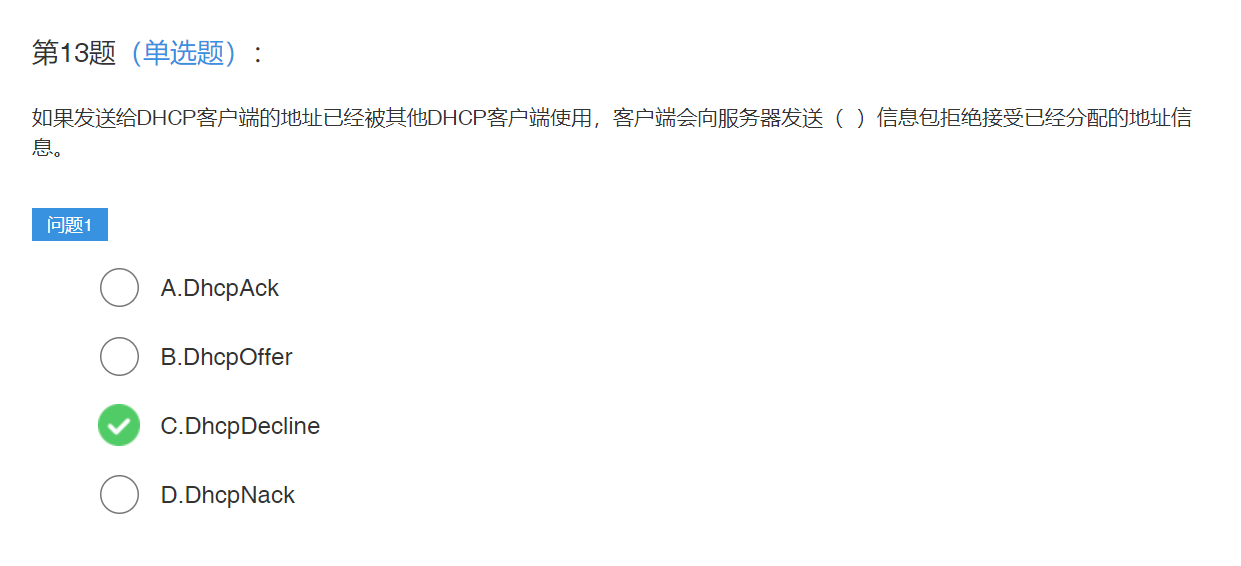 第13题（单选题）：
如果发送给DHCP客户端的地址已经被其他DHCP客户端使用，客户端会向服务器发送（  ）信息包拒绝接受已经分配的地址信
息。
问题1
A.DhcpAck
B.DhcpOffer
C.DhcpDecline
D.DhcpNack